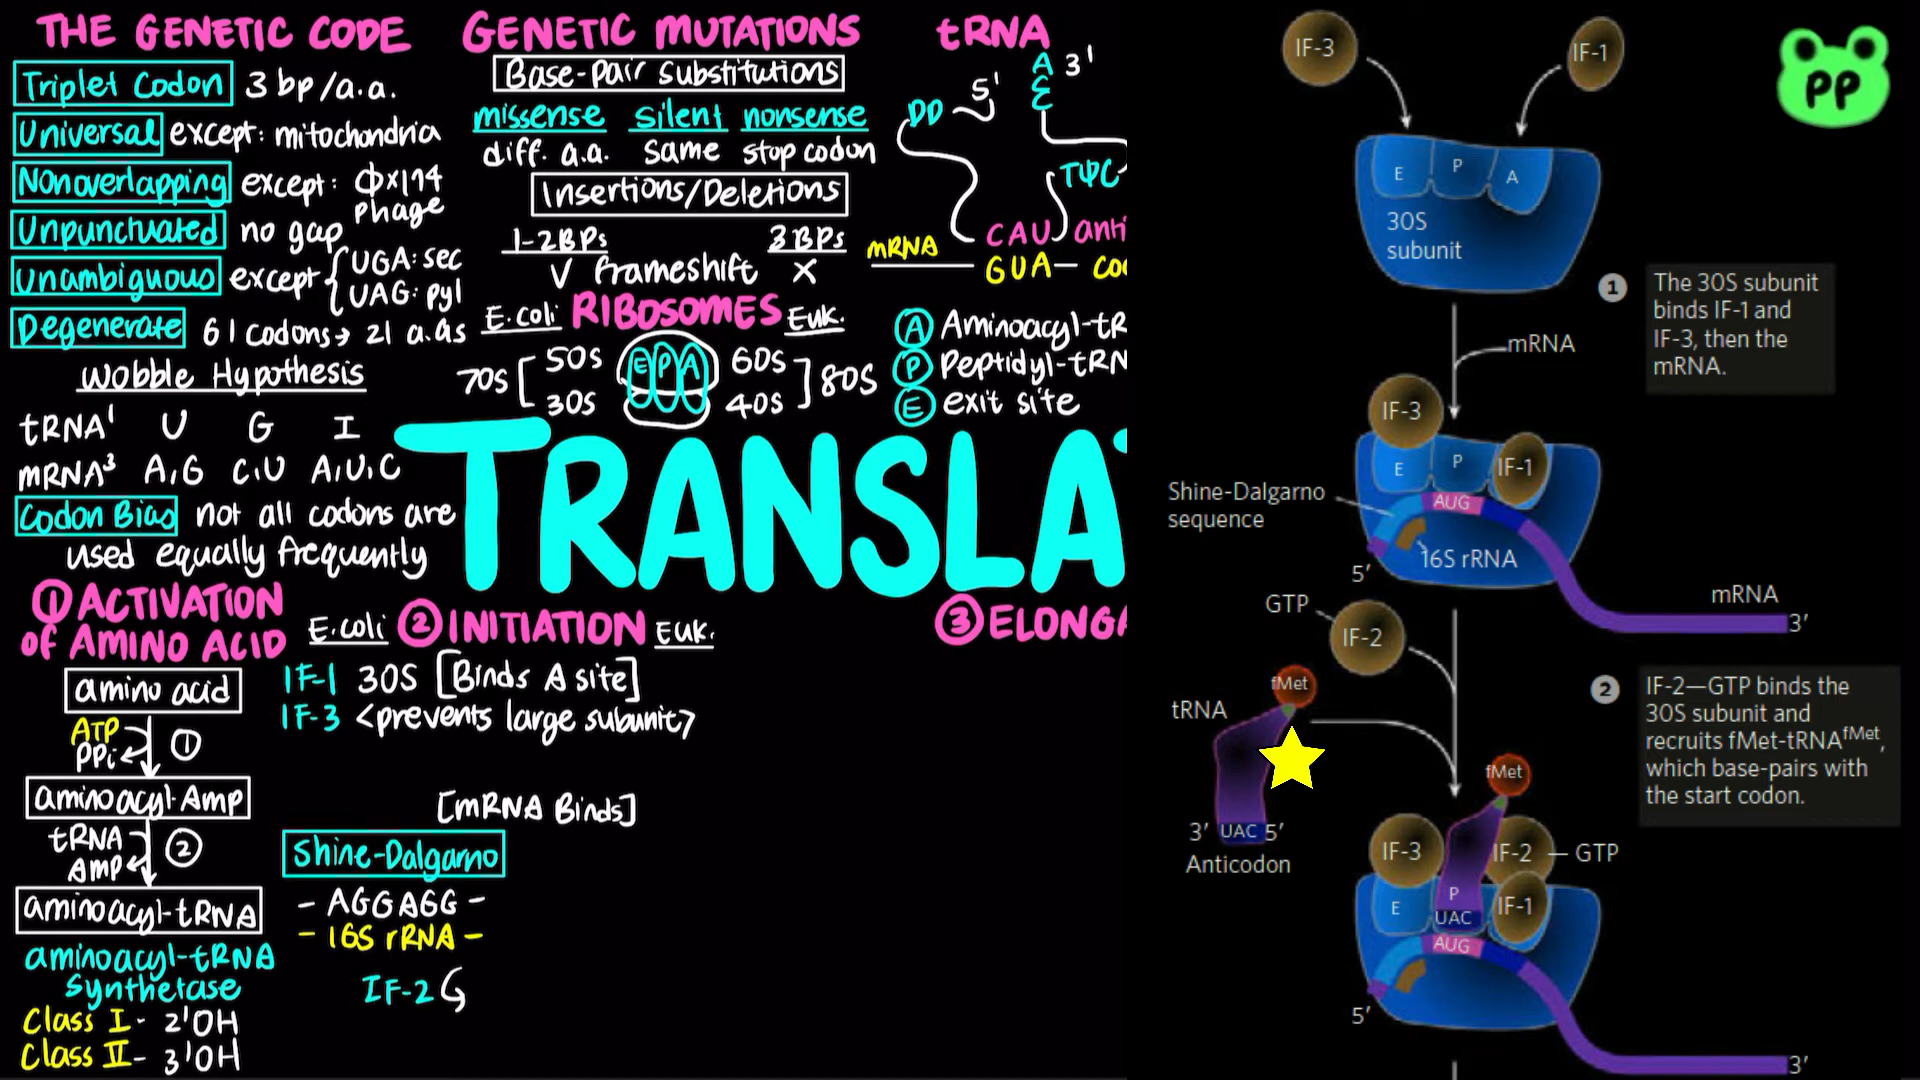 THE GENETIC CODE
Triplet Codon 3 bp/a.a.
Universal except: mitochondria
Nonoverlapping except: ΦX174
phage
Unpunctuated no gap
Unambiguous except { UGA: sec
UAG: pyl
Degenerate 61 codons → 21 a.as
Wobble Hypothesis
tRNA¹ U G I
mRNA³ A,G C,U A,U,C
Codon Bias not all codons are
used equally frequently
GENETIC MUTATIONS
Base-pair substitutions
missense silent nonsense
diff. a.a. same stop codon
Insertions/Deletions
1-2BPs 3BPs
V frameshift X
E.coli RIBOSOMES Euk.
70S [ 50S E P A 60S ] 80S
30S 40S
tRNA
A 3'
C
C
5'
DD
TΨC
CAU anti
mRNA
GUA co
A Aminoacyl-tR
P Peptidyl-tRN
E exit site
TRANSLAT
① ACTIVATION
of AMINO ACID
amino acid
ATP
PPi ①
aminoacyl-Amp
tRNA
Amp ②
aminoacyl-tRNA
aminoacyl-tRNA
synthetase
Class I - 2'OH
Class II - 3'OH
E.coli ② INITIATION Euk.
IF-1 30S [Binds A site]
IF-3 <prevents large subunit>
[mRNA Binds]
Shine-Dalgarno
- AGGAGG -
- 16S rRNA -
IF-2
③ ELONGA
PP
IF-3 IF-1
E P A
30S
subunit
1 The 30S subunit
binds IF-1 and
IF-3, then the
mRNA.
mRNA
IF-3
E P IF-1
Shine-Dalgarno
sequence
AUG
16S rRNA
5′
mRNA
3′
GTP
IF-2
fMet
tRNA
3′ UAC 5′
Anticodon
2 IF-2—GTP binds the
30S subunit and
recruits fMet-tRNAfMet,
which base-pairs with
the start codon.
fMet
IF-3 IF-2 — GTP
E P IF-1
UAC
AUG
5′
3′